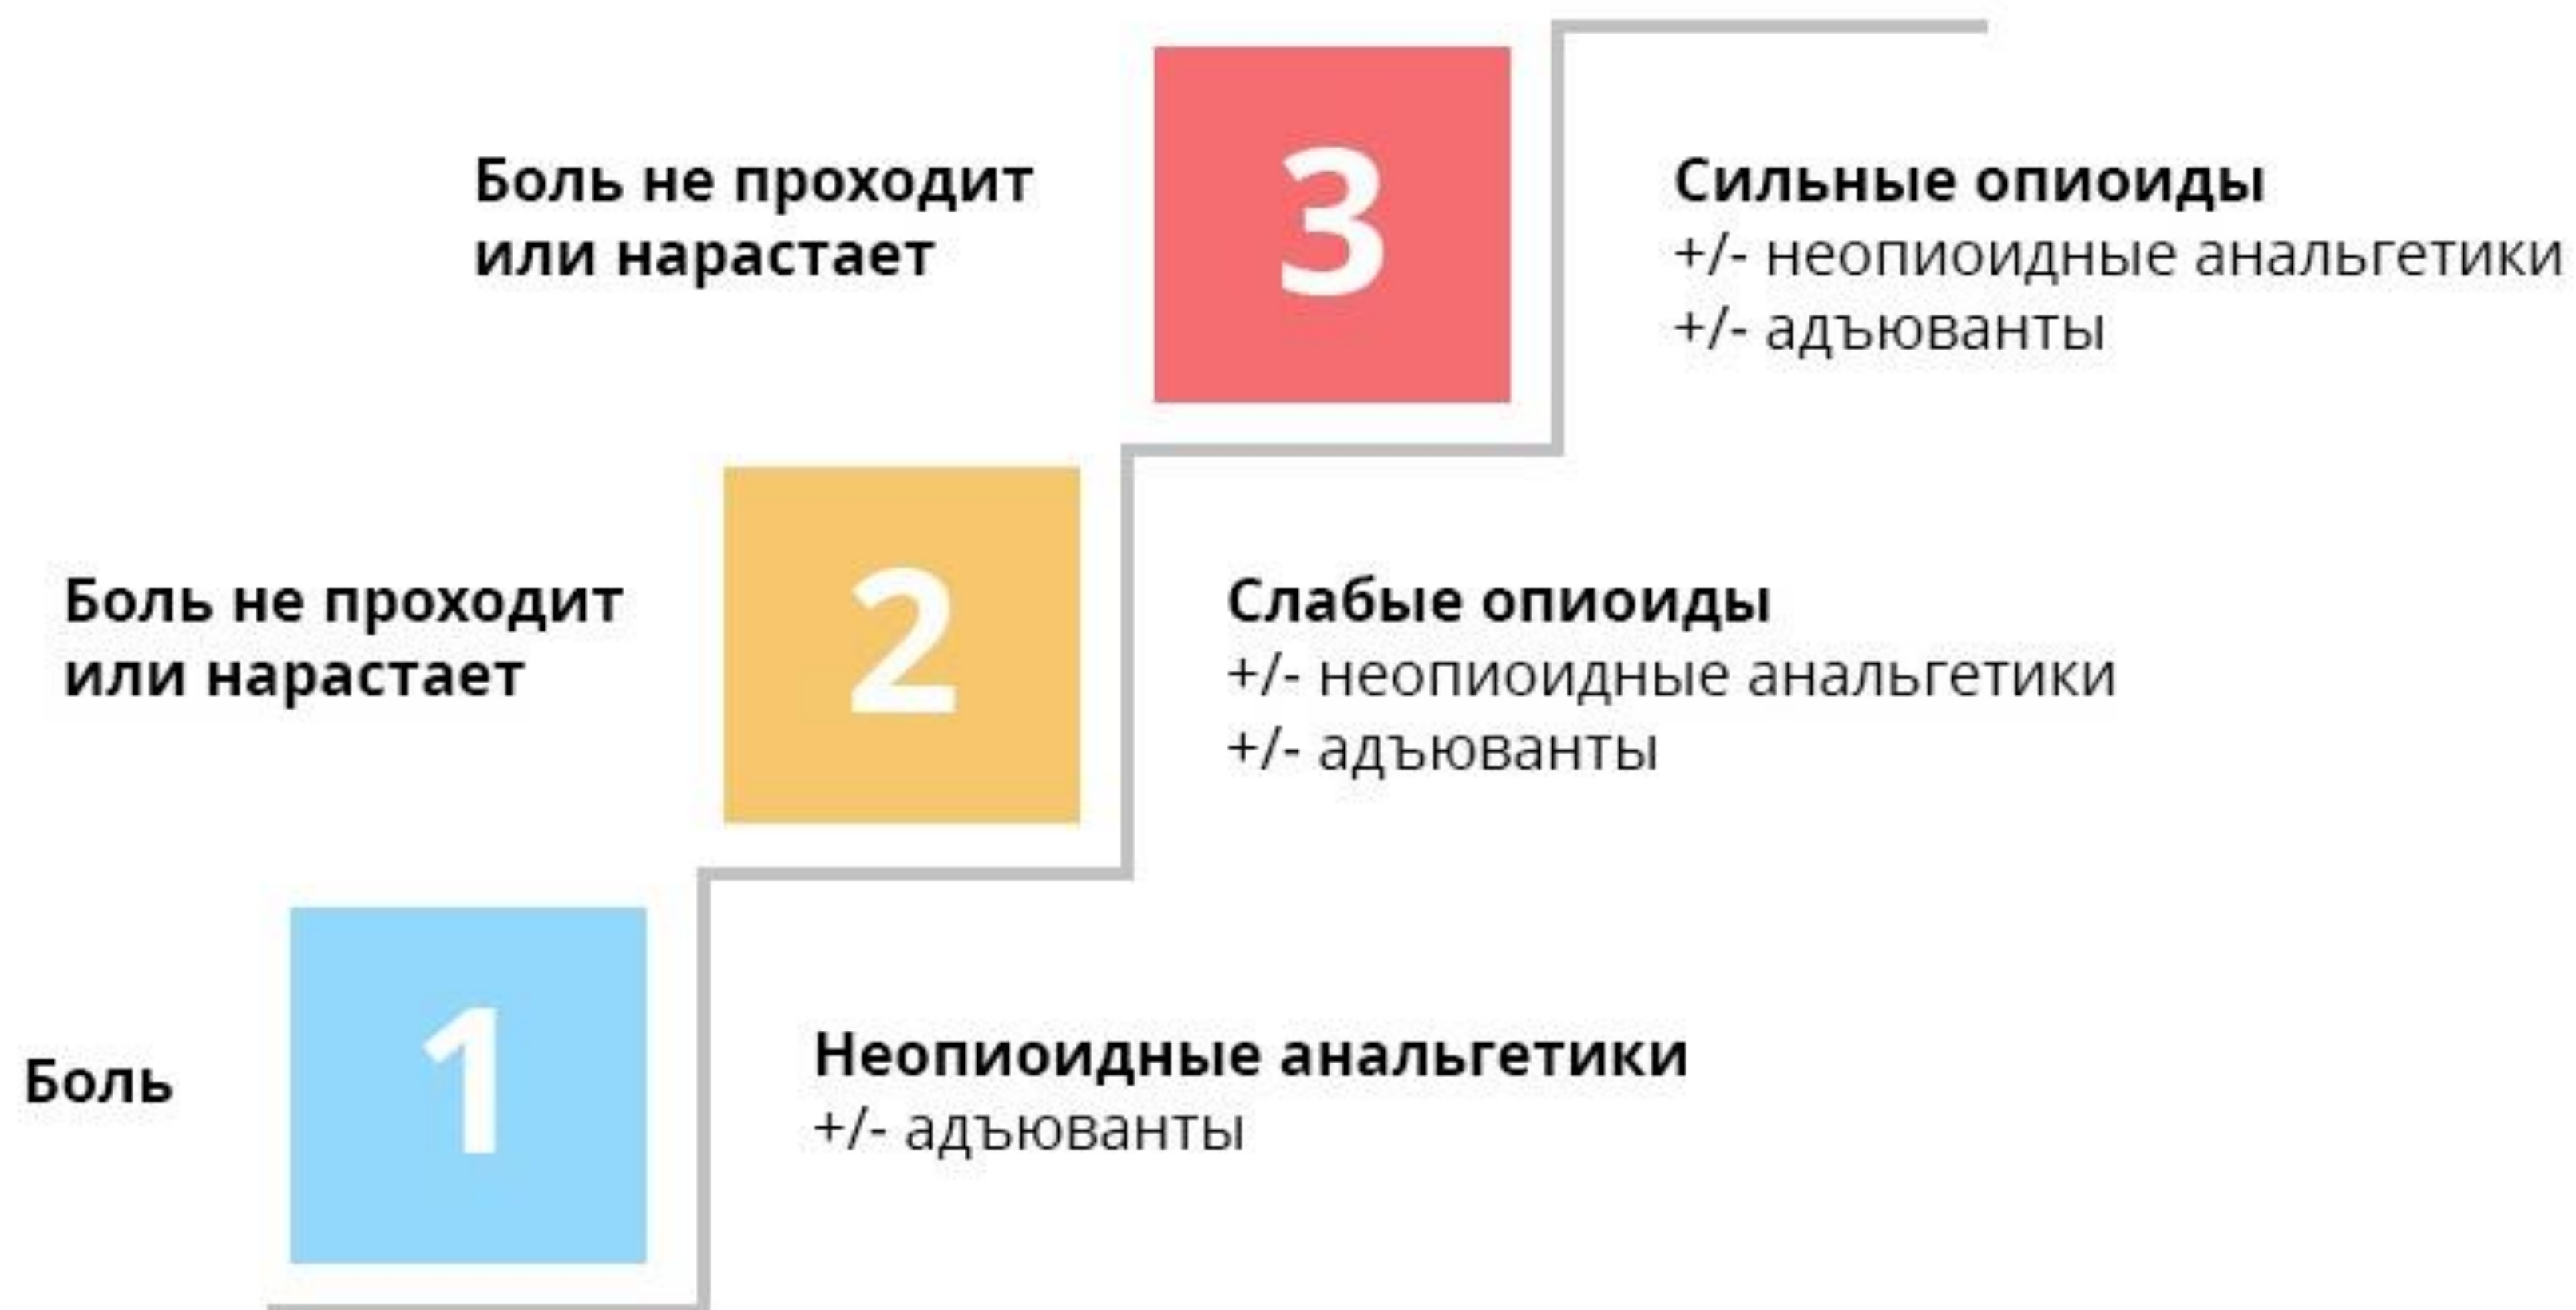 Боль не проходит
или нарастает
3
Сильные опиоиды
+/- неопиоидные анальгетики
+/- адъюванты
Боль не проходит
или нарастает
2
Слабые опиоиды
+/- неопиоидные анальгетики
+/- адъюванты
Боль
1
Неопиоидные анальгетики
+/- адъюванты